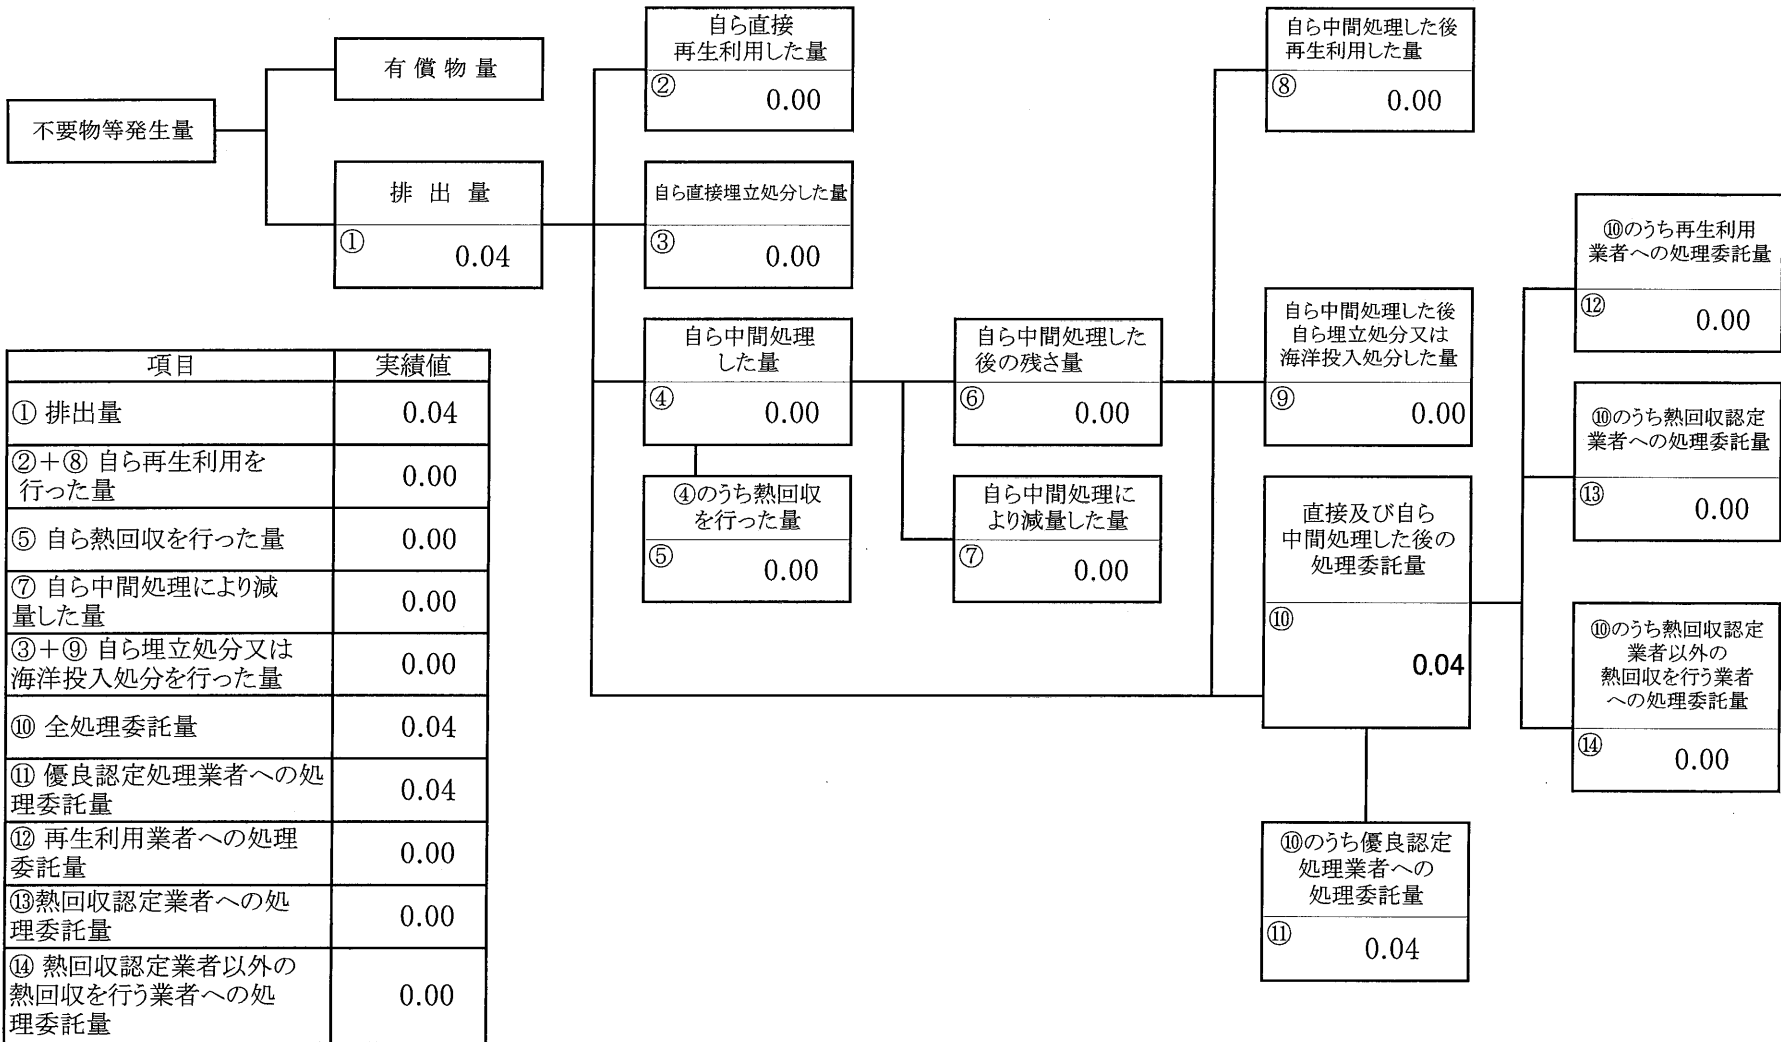 不要物等発生量
有 償 物 量
排 出 量
①
0.04
自ら直接
再生利用した量
②
0.00
自ら直接埋立処分した量
③
0.00
自ら中間処理
した量
④
0.00
④のうち熱回収
を行った量
⑤
0.00
自ら中間処理した
後の残さ量
⑥
0.00
自ら中間処理に
より減量した量
⑦
0.00
自ら中間処理した後
再生利用した量
⑧
0.00
自ら中間処理した後
自ら埋立処分又は
海洋投入処分した量
⑨
0.00
直接及び自ら
中間処理した後の
処理委託量
⑩
0.04
⑩のうち優良認定
処理業者への
処理委託量
⑪
0.04
⑩のうち再生利用
業者への処理委託量
⑫
0.00
⑩のうち熱回収認定
業者への処理委託量
⑬
0.00
⑩のうち熱回収認定
業者以外の
熱回収を行う業者
への処理委託量
⑭
0.00
項目 実績値
① 排出量 0.04
②＋⑧ 自ら再生利用を
行った量 0.00
⑤ 自ら熱回収を行った量 0.00
⑦ 自ら中間処理により減
量した量 0.00
③＋⑨ 自ら埋立処分又は
海洋投入処分を行った量 0.00
⑩ 全処理委託量 0.04
⑪ 優良認定処理業者への処
理委託量 0.04
⑫ 再生利用業者への処理
委託量 0.00
⑬熱回収認定業者への処
理委託量 0.00
⑭ 熱回収認定業者以外の
熱回収を行う業者への処
理委託量 0.00